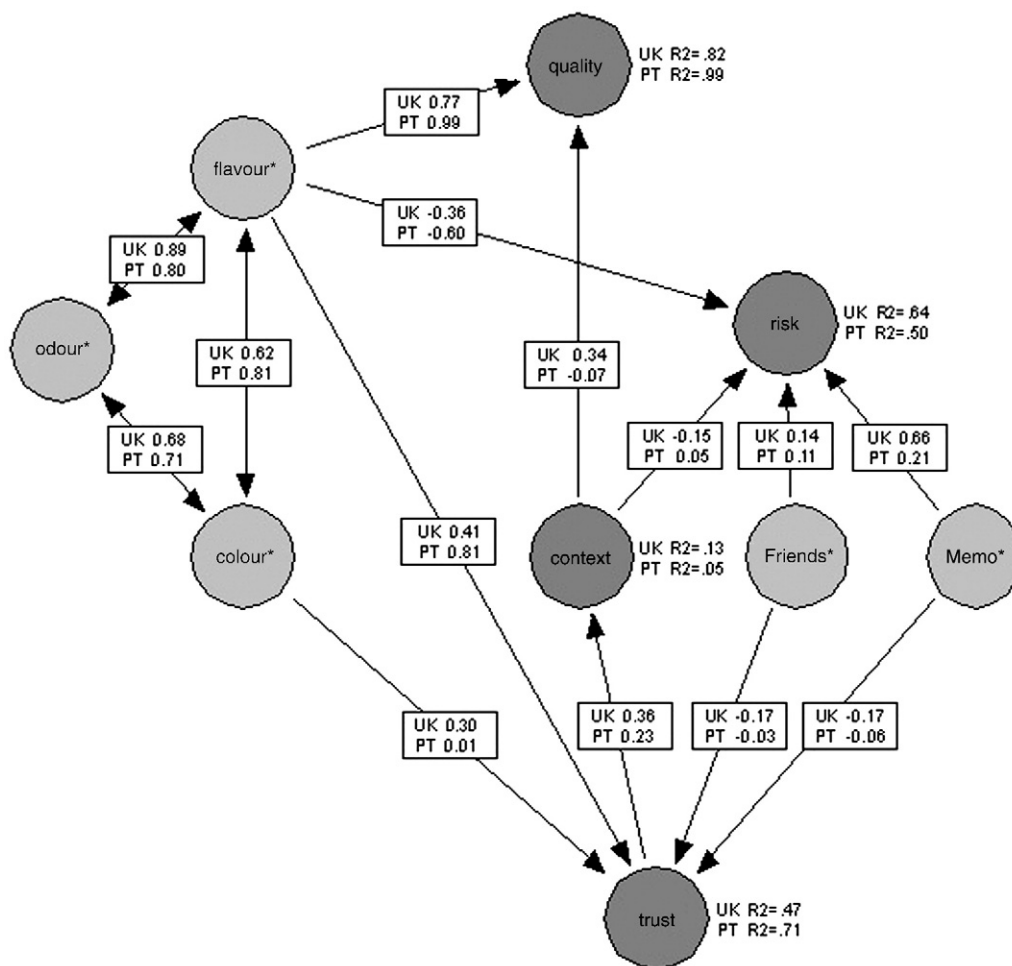 quality
UK R2= .82
PT R2= .99
UK 0.77
PT 0.99
flavour*
UK -0.36
PT -0.60
UK 0.89
PT 0.80
risk
UK R2= .64
PT R2= .50
odour*
UK 0.62
PT 0.81
UK 0.34
PT -0.07
UK 0.68
PT 0.71
UK -0.15
PT 0.05
UK 0.14
PT 0.11
UK 0.66
PT 0.21
colour*
UK 0.41
PT 0.81
context
UK R2= .13
PT R2= .05
Friends*
Memo*
UK 0.30
PT 0.01
UK 0.36
PT 0.23
UK -0.17
PT -0.03
UK -0.17
PT -0.06
trust
UK R2= .47
PT R2= .71